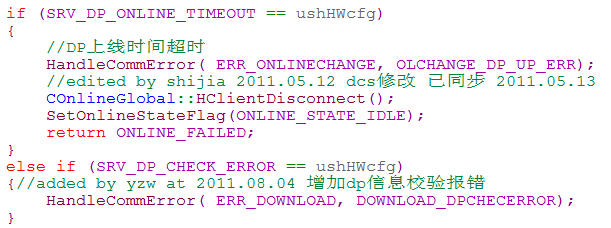 if (SRV_DP_ONLINE_TIMEOUT == ushHWcfg)
{
    //DP上线时间超时
    HandleCommError( ERR_ONLINECHANGE, OLCHANGE_DP_UP_ERR);
    //edited by shijia 2011.05.12 dcs修改 已同步 2011.05.13
    COnlineGlobal::HClientDisconnect();
    SetOnlineStateFlag(ONLINE_STATE_IDLE);
    return ONLINE_FAILED;
}
else if (SRV_DP_CHECK_ERROR == ushHWcfg)
{//added by yzw at 2011.08.04 增加dp信息校验报错
    HandleCommError( ERR_DOWNLOAD, DOWNLOAD_DPCHECERROR);
}